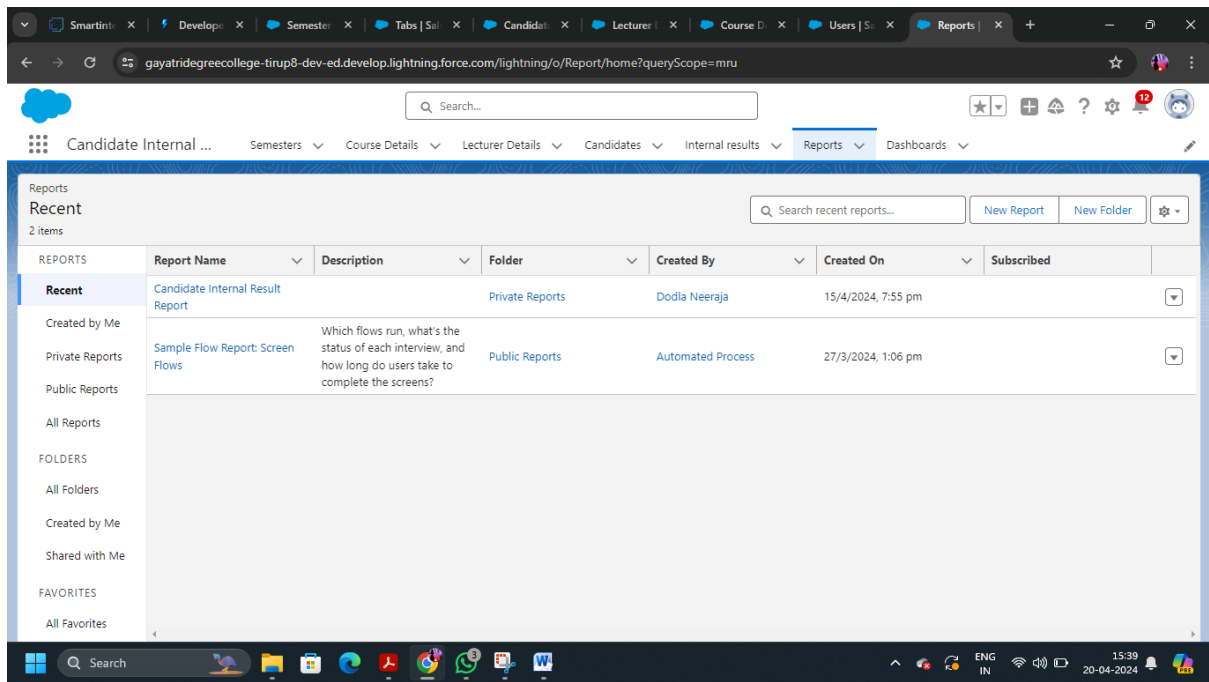 Smartinte
Develope
Semester
Tabs | Sal
Candidat
Lecturer D
Course D
Users | Sa
Reports |
gayatridegreecollege-tirup8-dev-ed.develop.lightning.force.com/lightning/o/Report/home?queryScope=mru
Search...
12
Candidate Internal ...
Semesters
Course Details
Lecturer Details
Candidates
Internal results
Reports
Dashboards
Reports
Recent
2 items
Search recent reports...
New Report
New Folder
REPORTS
Report Name
Description
Folder
Created By
Created On
Subscribed
Recent
Candidate Internal Result
Report
Private Reports
Dodla Neeraja
15/4/2024, 7:55 pm
Created by Me
Private Reports
Public Reports
Sample Flow Report: Screen
Flows
Which flows run, what's the
status of each interview, and
how long do users take to
complete the screens?
Public Reports
Automated Process
27/3/2024, 1:06 pm
All Reports
FOLDERS
All Folders
Created by Me
Shared with Me
FAVORITES
All Favorites
Search
3
ENG
IN
15:39
20-04-2024
PRE